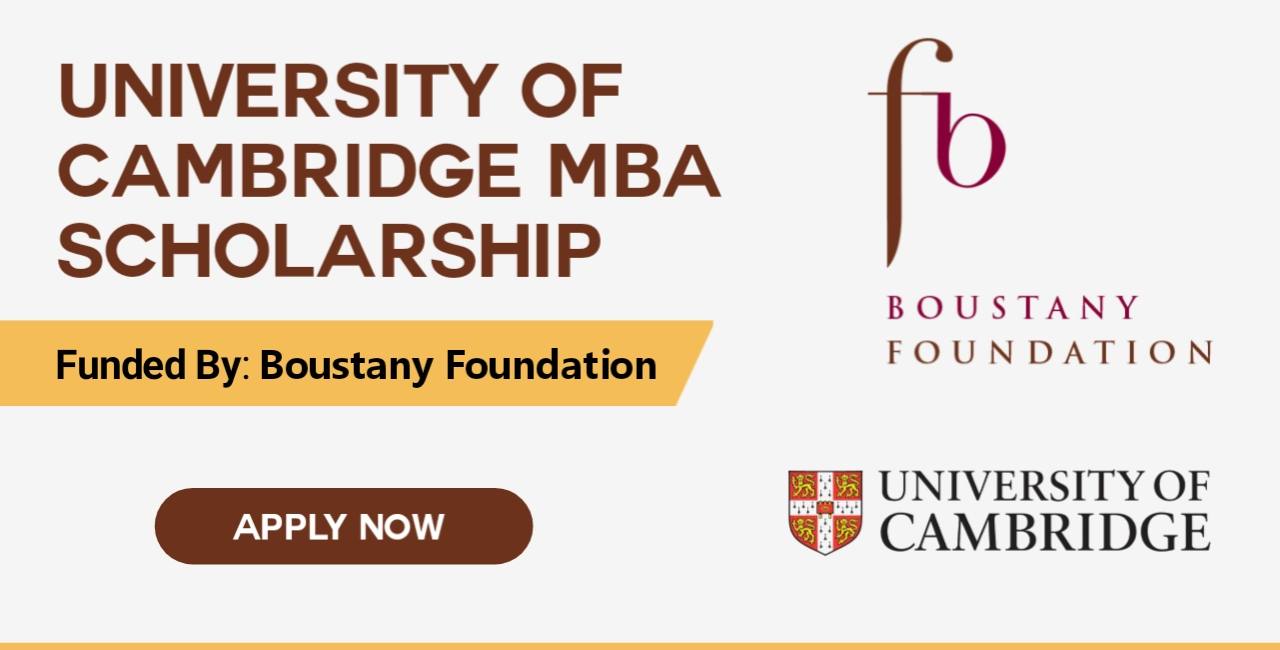 UNIVERSITY OF
CAMBRIDGE MBA
SCHOLARSHIP
Funded By: Boustany Foundation
APPLY NOW
fb
BOUSTANY
FOUNDATION
UNIVERSITY OF
CAMBRIDGE